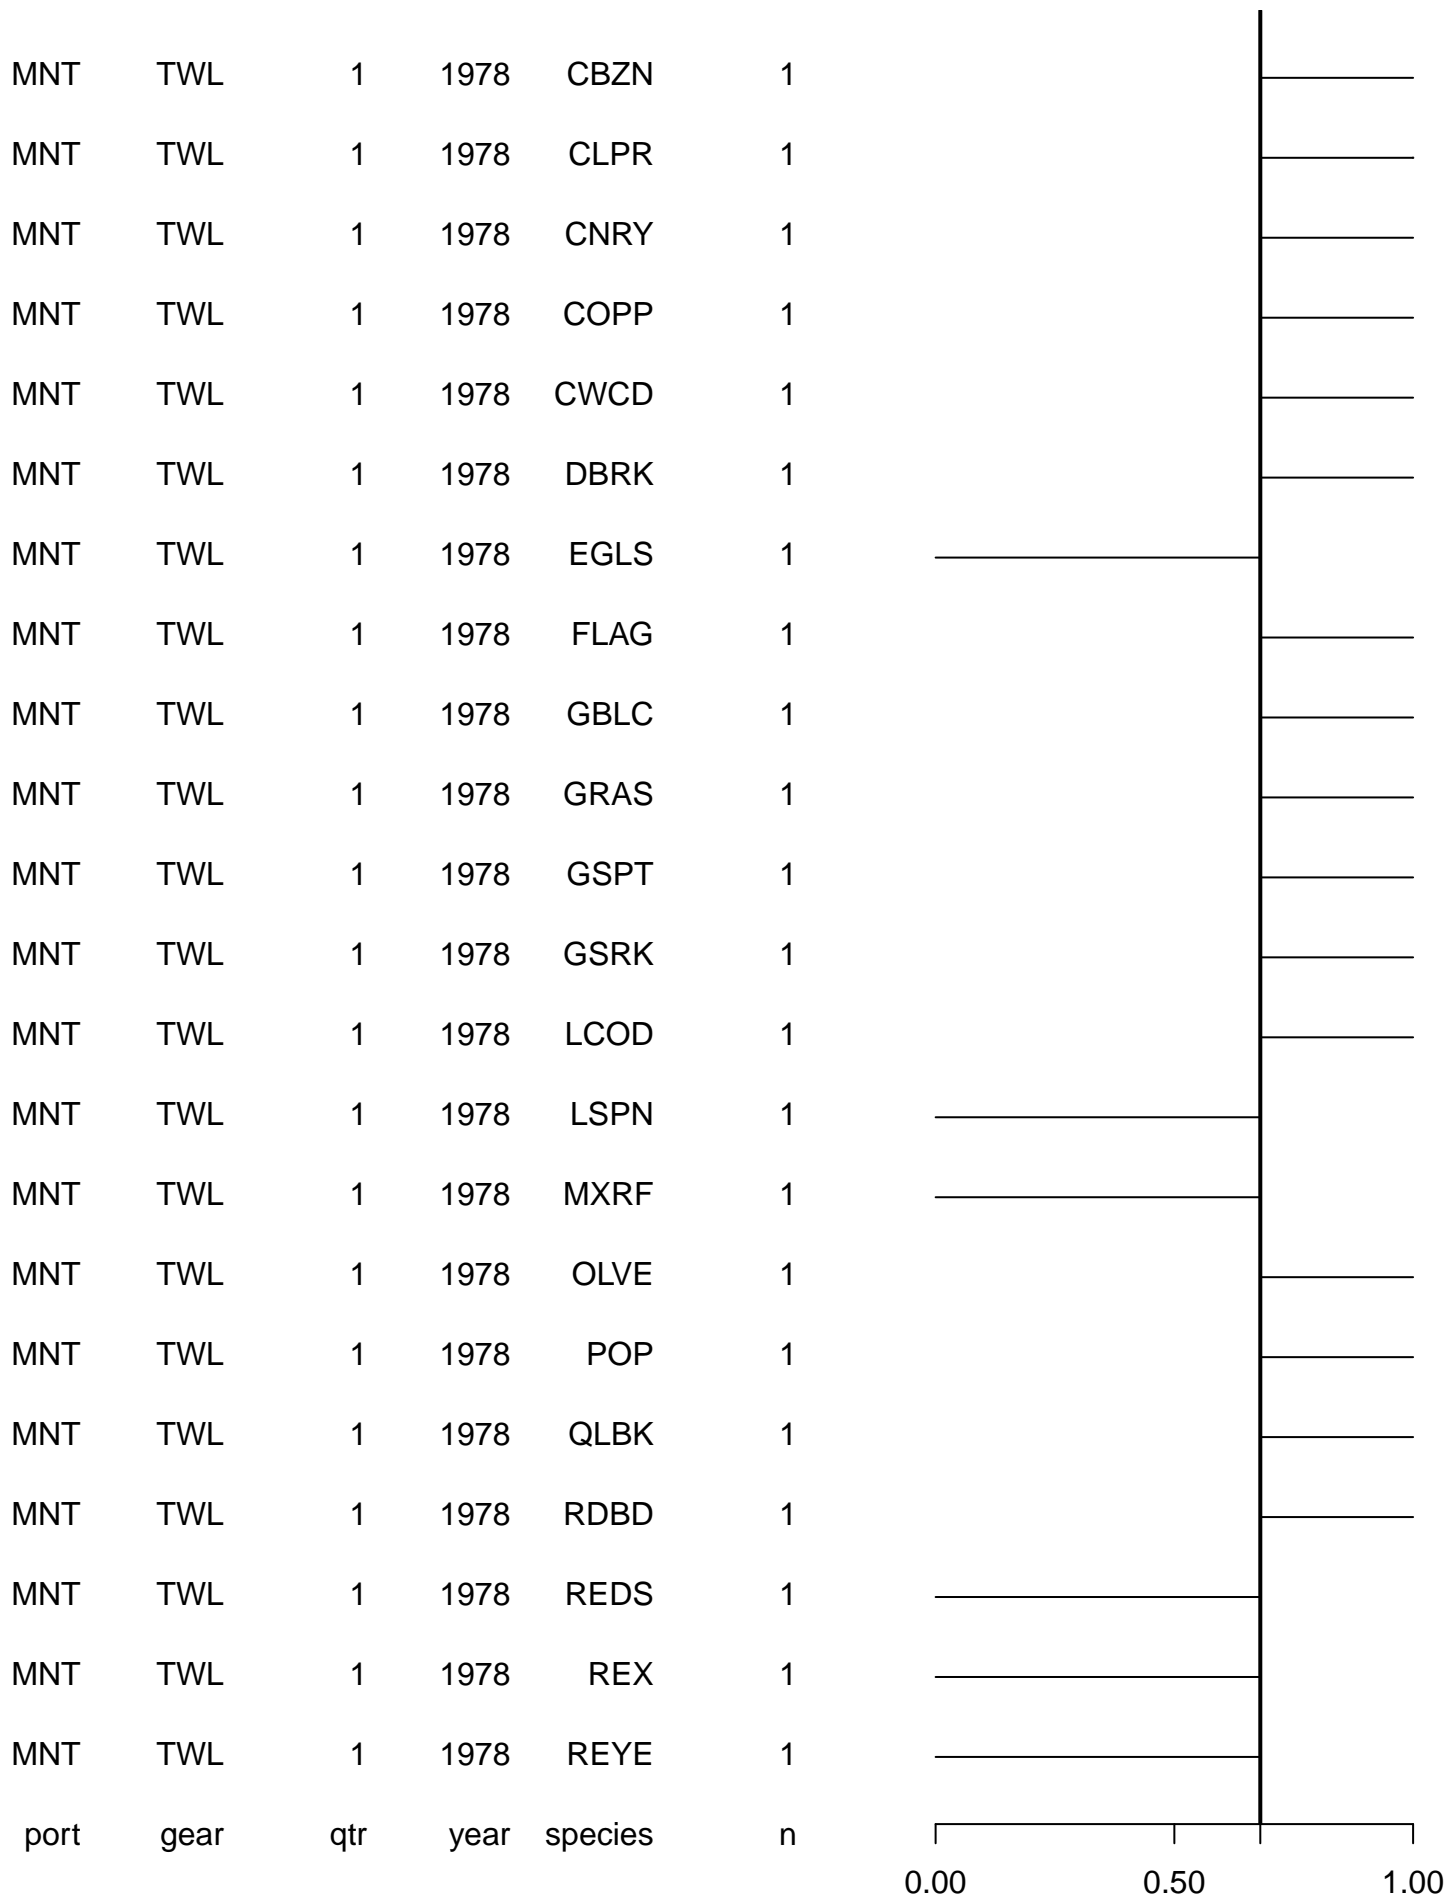 MNT TWL 1 1978 CBZN 1
MNT TWL 1 1978 CLPR 1
MNT TWL 1 1978 CNRY 1
MNT TWL 1 1978 COPP 1
MNT TWL 1 1978 CWCD 1
MNT TWL 1 1978 DBRK 1
MNT TWL 1 1978 EGLS 1
MNT TWL 1 1978 FLAG 1
MNT TWL 1 1978 GBLC 1
MNT TWL 1 1978 GRAS 1
MNT TWL 1 1978 GSPT 1
MNT TWL 1 1978 GSRK 1
MNT TWL 1 1978 LCOD 1
MNT TWL 1 1978 LSPN 1
MNT TWL 1 1978 MXRF 1
MNT TWL 1 1978 OLVE 1
MNT TWL 1 1978 POP 1
MNT TWL 1 1978 QLBK 1
MNT TWL 1 1978 RDBD 1
MNT TWL 1 1978 REDS 1
MNT TWL 1 1978 REX 1
MNT TWL 1 1978 REYE 1
port gear qtr year species n
0.00 0.50 1.00